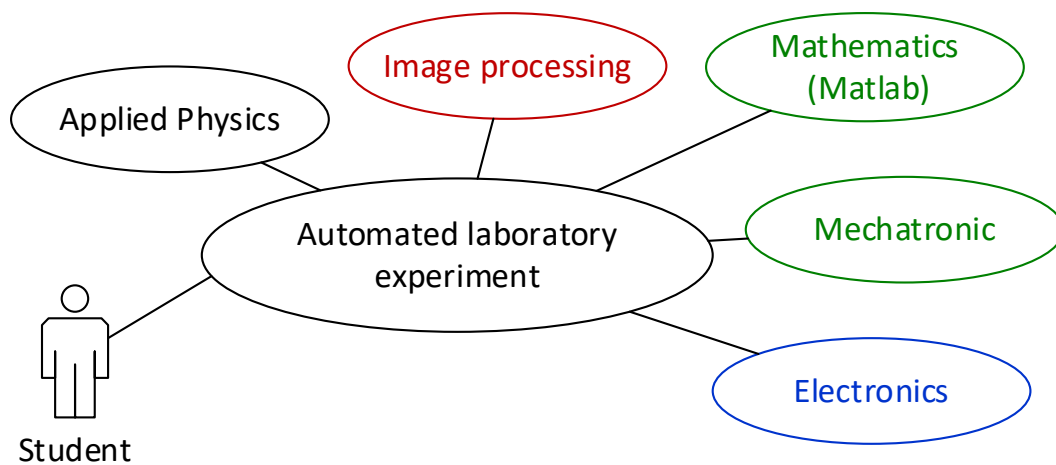 Image processing
Mathematics
(Matlab)
Applied Physics
Automated laboratory
experiment
Mechatronic
Electronics
Student